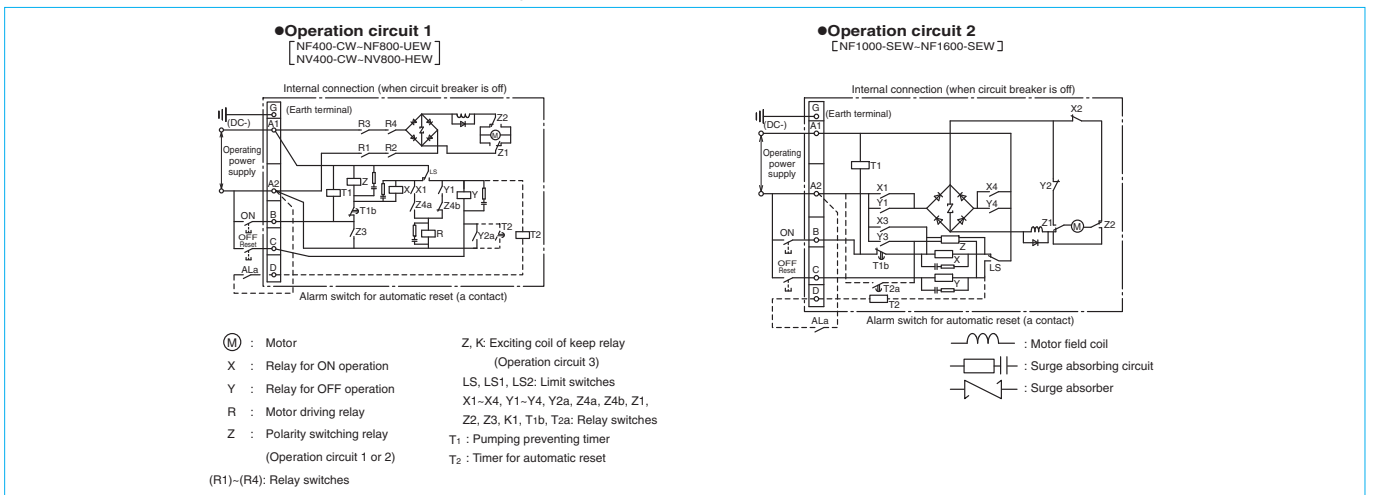 ●Operation circuit 1
NF400-CW~NF800-UEW
NV400-CW~NV800-HEW
Internal connection (when circuit breaker is off)
G
(Earth terminal)
(DC-)
A1
R3 R4
Z
Z2
M
Z1
R1 R2
Operating
power
supply
LS
A2
T1
Z
X
X1
Y1
Y
T1b
Z4a
Z4b
ON
B
Z3
R
Y2a
T2
T2
OFF
Reset
C
ALa
D
Alarm switch for automatic reset (a contact)
●Operation circuit 2
NF1000-SEW~NF1600-SEW
Internal connection (when circuit breaker is off)
G
(Earth terminal)
X2
(DC-)
A1
Operating
power
supply
T1
A2
X1
Y1
Z
X4
Y4
Y2
X3
Y3
Z1
M
Z2
ON
B
T1b
Z
X
LS
OFF
Reset
C
Y
T2a
D
T2
ALa
Alarm switch for automatic reset (a contact)
M : Motor
X : Relay for ON operation
Y : Relay for OFF operation
R : Motor driving relay
Z : Polarity switching relay
(Operation circuit 1 or 2)
(R1)~(R4): Relay switches
Z, K: Exciting coil of keep relay
(Operation circuit 3)
LS, LS1, LS2: Limit switches
X1~X4, Y1~Y4, Y2a, Z4a, Z4b, Z1,
Z2, Z3, K1, T1b, T2a: Relay switches
T1 : Pumping preventing timer
T2 : Timer for automatic reset
: Motor field coil
: Surge absorbing circuit
: Surge absorber